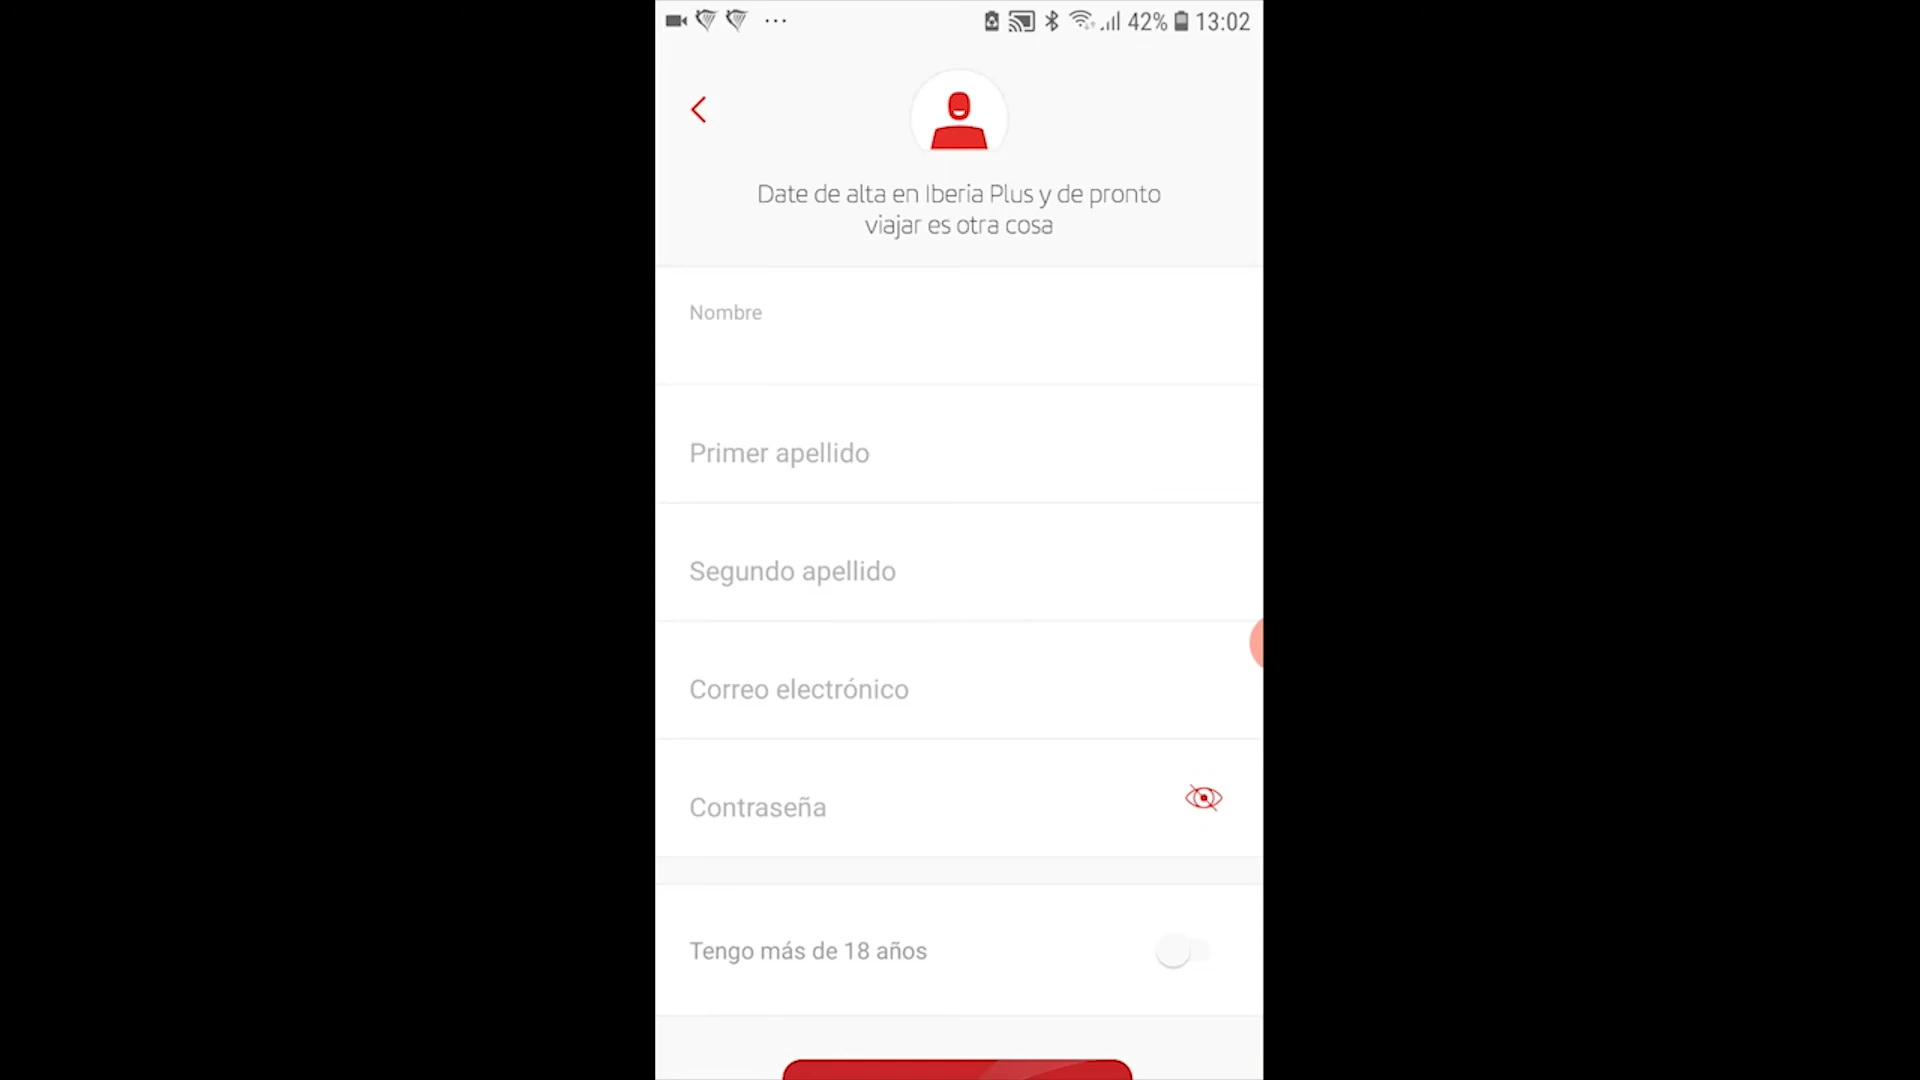 42% 13:02
Date de alta en Iberia Plus y de pronto
viajar es otra cosa
Nombre
Primer apellido
Segundo apellido
Correo electrónico
Contraseña
Tengo más de 18 años